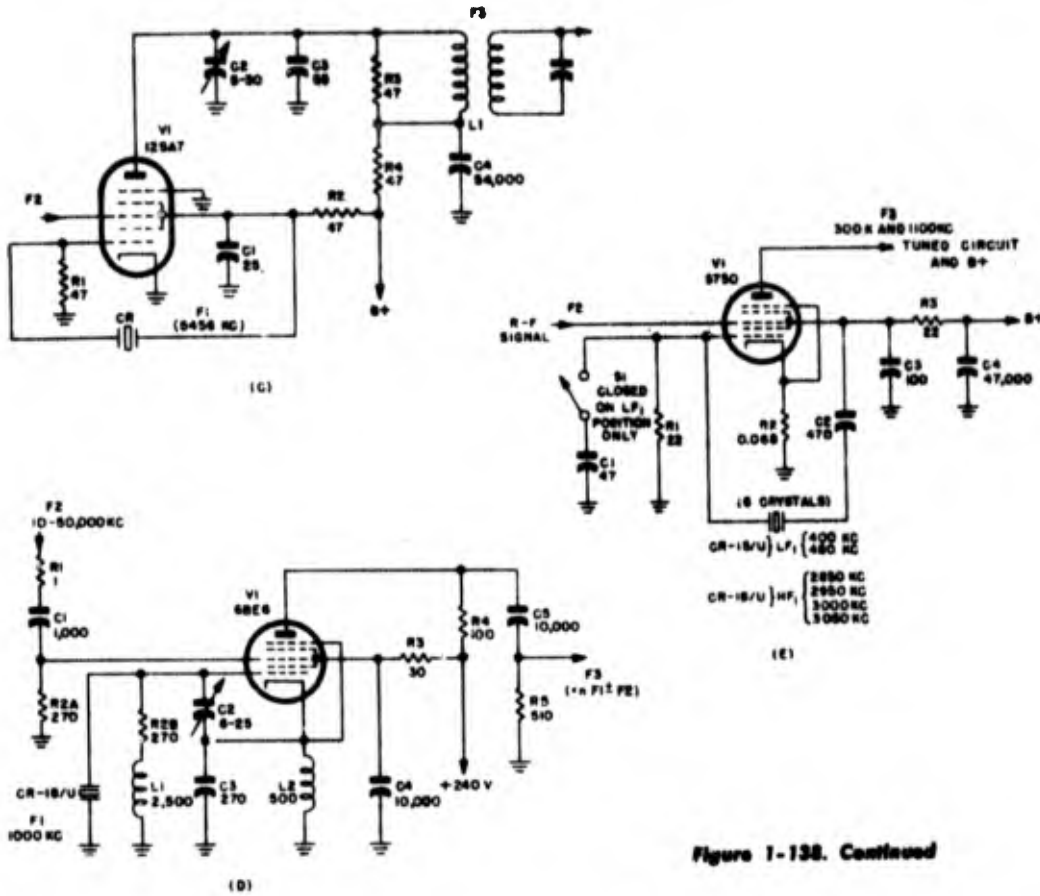 F3
C2
5-50
C3
R5
47
V1
12SA7
L1
R4
47
C4
54,000
F2
R2
47
C1
25
R1
47
CR
F1
(5456 KC)
B+
(C)
F3
300 K AND 1100KC
TUNED CIRCUIT
AND B+
V1
5750
F2
R-F
SIGNAL
R3
22
B+
S1
CLOSED
ON LF1
POSITION
ONLY
C3
100
C4
47,000
R1
22
R2
0.068
C2
470
C1
47
(6 CRYSTALS)
CR-15/U} LF1 {400 KC
480 KC
CR-18/U} HF1 {2850 KC
2950 KC
3000KC
3050 KC
(E)
F2
10-50,000KC
R1
1
C1
1,000
V1
6BE6
R4
100
C5
10,000
R3
30
F3
(=n F1 ± F2)
R2A
270
R2B
270
C2
6-25
R5
510
CR-18/U
L1
2,500
C3
270
L2
500
C4
10,000
+240 V
F1
1000 KC
(D)
Figure 1-138. Continued